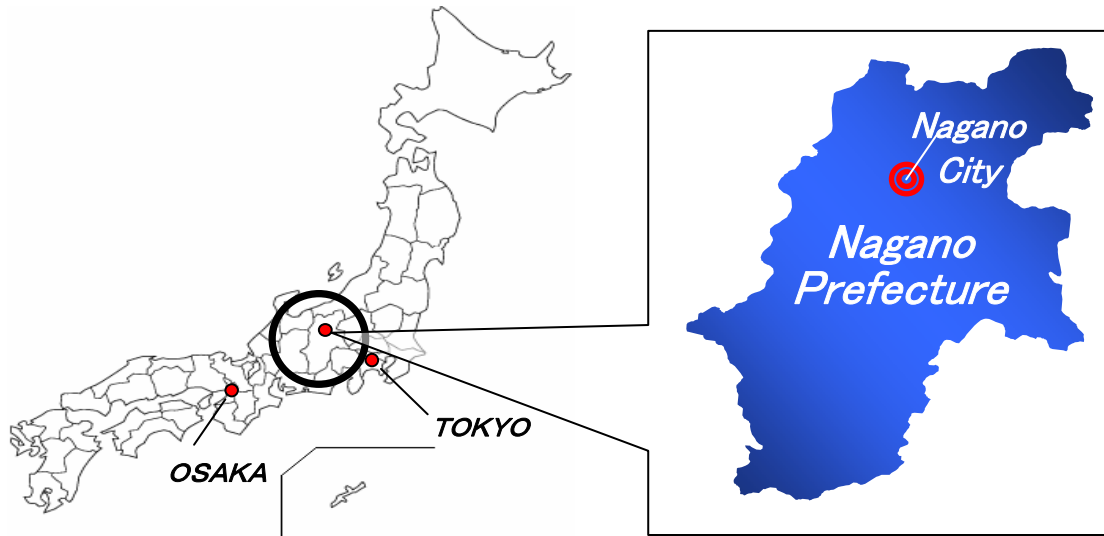 OSAKA
TOKYO
Nagano
City
Nagano
Prefecture